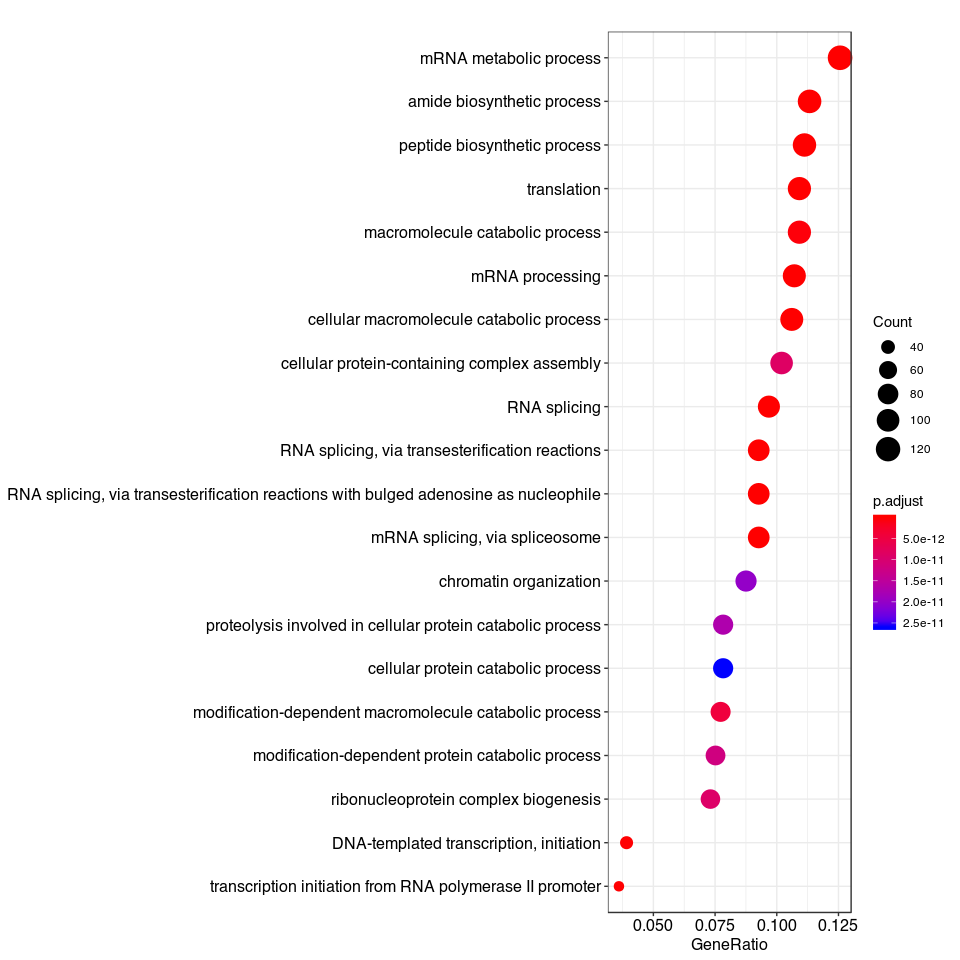 mRNA metabolic process
amide biosynthetic process
peptide biosynthetic process
translation
macromolecule catabolic process
mRNA processing
cellular macromolecule catabolic process
cellular protein-containing complex assembly
RNA splicing
RNA splicing, via transesterification reactions
RNA splicing, via transesterification reactions with bulged adenosine as nucleophile
mRNA splicing, via spliceosome
chromatin organization
proteolysis involved in cellular protein catabolic process
cellular protein catabolic process
modification-dependent macromolecule catabolic process
modification-dependent protein catabolic process
ribonucleoprotein complex biogenesis
DNA-templated transcription, initiation
transcription initiation from RNA polymerase II promoter
0.050 0.075 0.100 0.125
GeneRatio
Count
40
60
80
100
120
p.adjust
5.0e-12
1.0e-11
1.5e-11
2.0e-11
2.5e-11